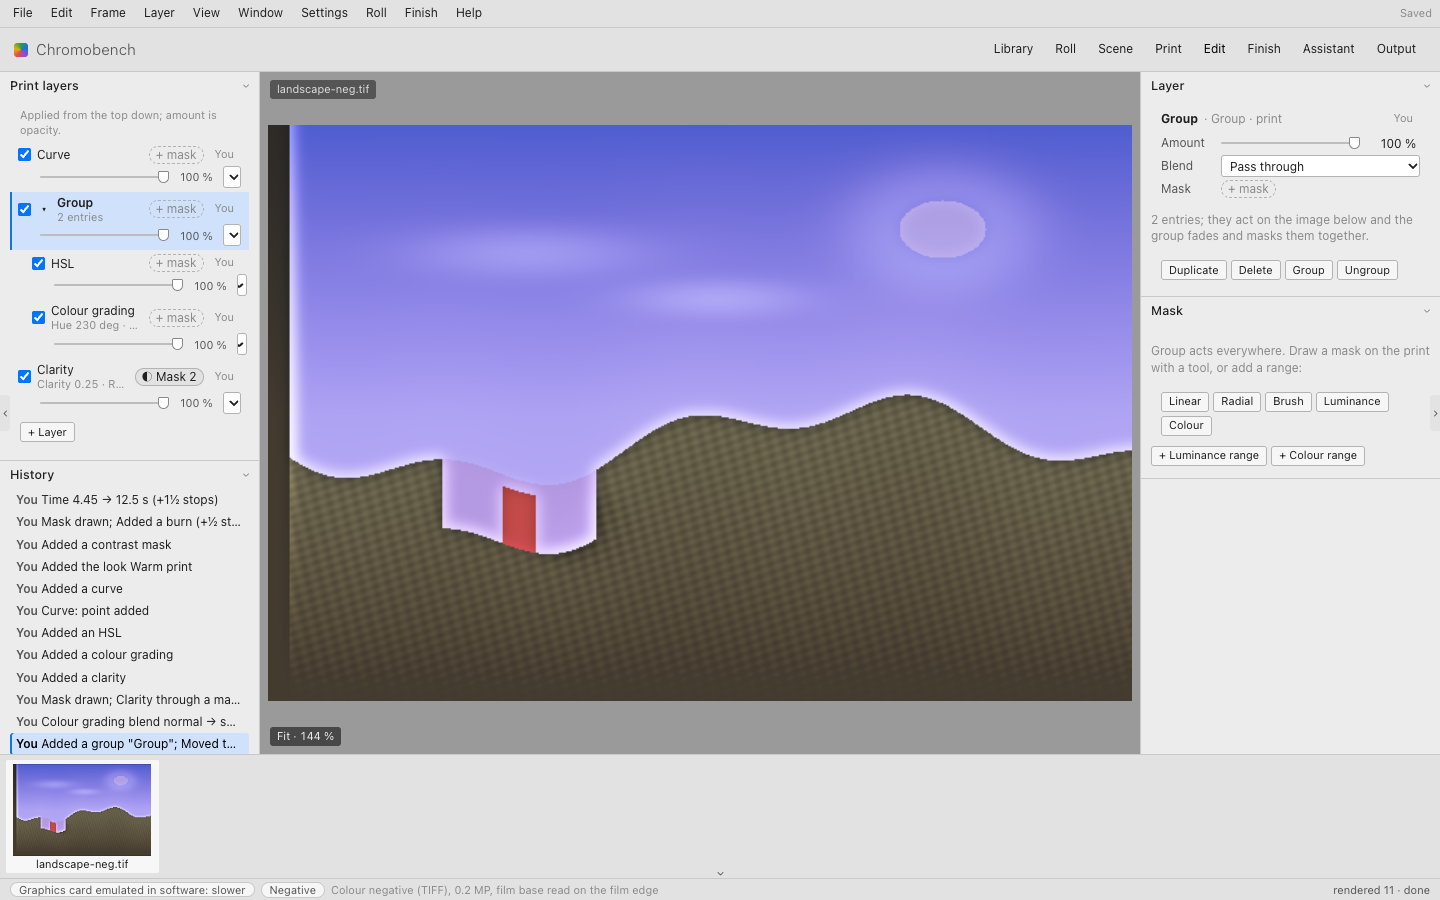 File Edit Frame Layer View Window Settings Roll Finish Help
Saved
Chromobench
Library Roll Scene Print Edit Finish Assistant Output
Print layers
Applied from the top down; amount is
opacity.
Curve + mask You
100 %
Group + mask You
2 entries
100 %
HSL + mask You
100 %
Colour grading + mask You
Hue 230 deg · ...
100 %
Clarity Mask 2 You
Clarity 0.25 · R...
100 %
+ Layer
History
You Time 4.45 → 12.5 s (+1½ stops)
You Mask drawn; Added a burn (+½ st...
You Added a contrast mask
You Added the look Warm print
You Added a curve
You Curve: point added
You Added an HSL
You Added a colour grading
You Added a clarity
You Mask drawn; Clarity through a ma...
You Colour grading blend normal → s...
You Added a group "Group"; Moved t...
landscape-neg.tif
Fit · 144 %
Layer
Group · Group · print You
Amount 100 %
Blend Pass through
Mask + mask
2 entries; they act on the image below and the
group fades and masks them together.
Duplicate Delete Group Ungroup
Mask
Group acts everywhere. Draw a mask on the print
with a tool, or add a range:
Linear Radial Brush Luminance
Colour
+ Luminance range + Colour range
landscape-neg.tif
Graphics card emulated in software: slower Negative Colour negative (TIFF), 0.2 MP, film base read on the film edge
rendered 11 · done